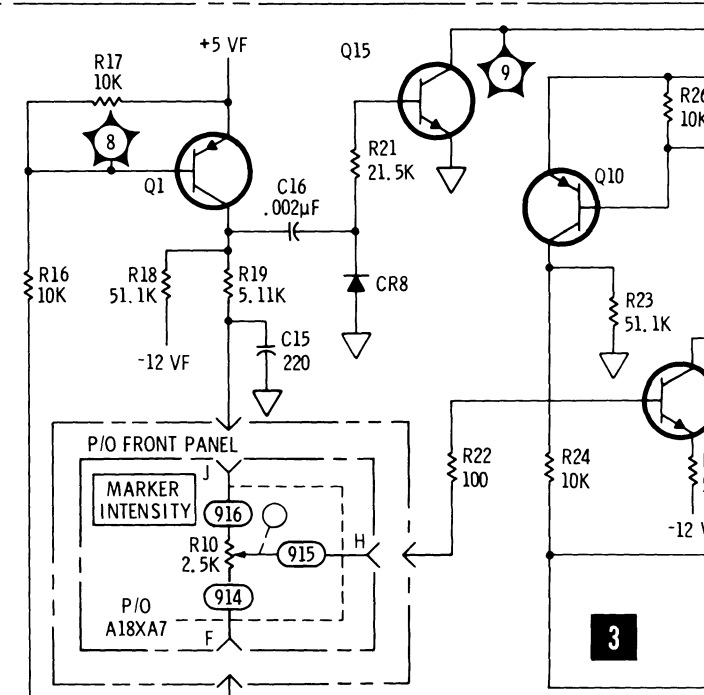 +5 VF
Q15
R17
10K
9
8
R26
10K
Q1
R21
21.5K
C16
.002µF
Q10
R16
10K
R18
51.1K
R19
5.11K
CR8
R23
51.1K
-12 VF
C15
220
P/O FRONT PANEL
J
MARKER
INTENSITY
916
R22
100
R24
10K
R10
2.5K
915
H
-12 V
914
P/O
A18XA7
F
3